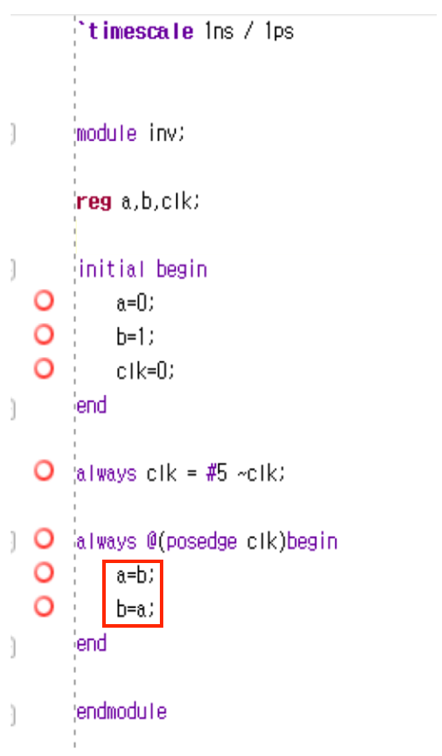 `timescale 1ns / 1ps
module inv;
reg a,b,clk;
initial begin
a=0;
b=1;
clk=0;
end
always clk = #5 ~clk;
always @(posedge clk)begin
a=b;
b=a;
end
endmodule